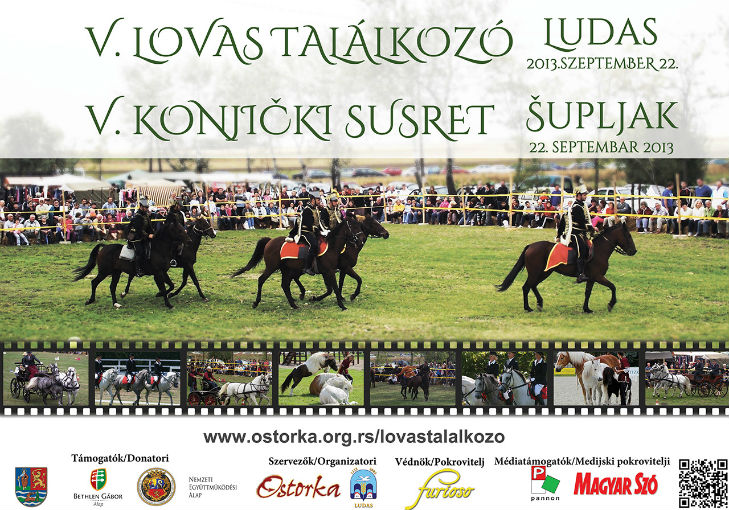 V. LOVAS TALÁLKOZÓ
LUDAS
2013.SZEPTEMBER 22.
V. KONJIČKI SUSRET
ŠUPLJAK
22. SEPTEMBAR 2013
www.ostorka.org.rs/lovastalalkozo
Támogatók/Donatori
BETHLEN GÁBOR
Alap
NEMZETI
EGYÜTTMŰKÖDÉSI
ALAP
Szervezők/Organizatori
Ostorka
LUDAS
Védnök/Pokrovitelj
furioso
Médiatámogatók/Medijski pokrovitelji
P
pannon
MAGYAR SZÓ